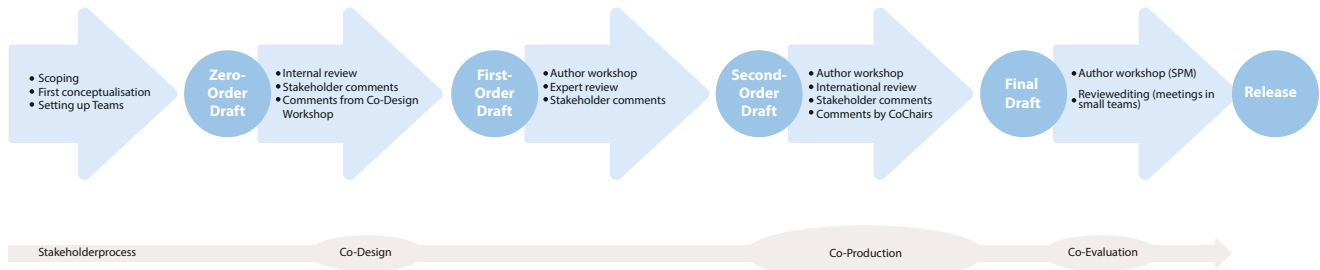 • Scoping
• First conceptualisation
• Setting up Teams
Zero-
Order
Draft
• Internal review
• Stakeholder comments
• Comments from Co-Design
Workshop
First-
Order
Draft
• Author workshop
• Expert review
• Stakeholder comments
Second-
Order
Draft
• Author workshop
• International review
• Stakeholder comments
• Comments by CoChairs
Final
Draft
• Author workshop (SPM)
• Reviewediting (meetings in
small teams)
Release
Stakeholderprocess
Co-Design
Co-Production
Co-Evaluation